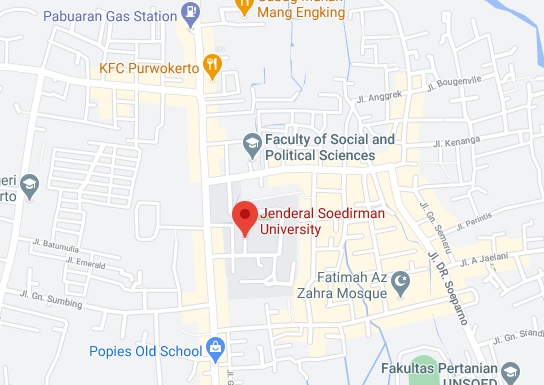 Pabuaran Gas Station
Mang Engking
KFC Purwokerto
Jl. Bougenvile
Jl. Anggrek
Jl. Kenanga
Faculty of Social and
Political Sciences
eri
rto
Jl. Perintis
Jl. Gn. Semeru
Jenderal Soedirman
University
Jl. Batumulia
Jl. Emerald
Jl. A Jaelani
Jl. DR. Soeparno
Fatimah Az
Zahra Mosque
Jl. Gn. Sumbing
Jl. Gn. Standi
Popies Old School
Fakultas Pertanian
UNSOED
Jl. G